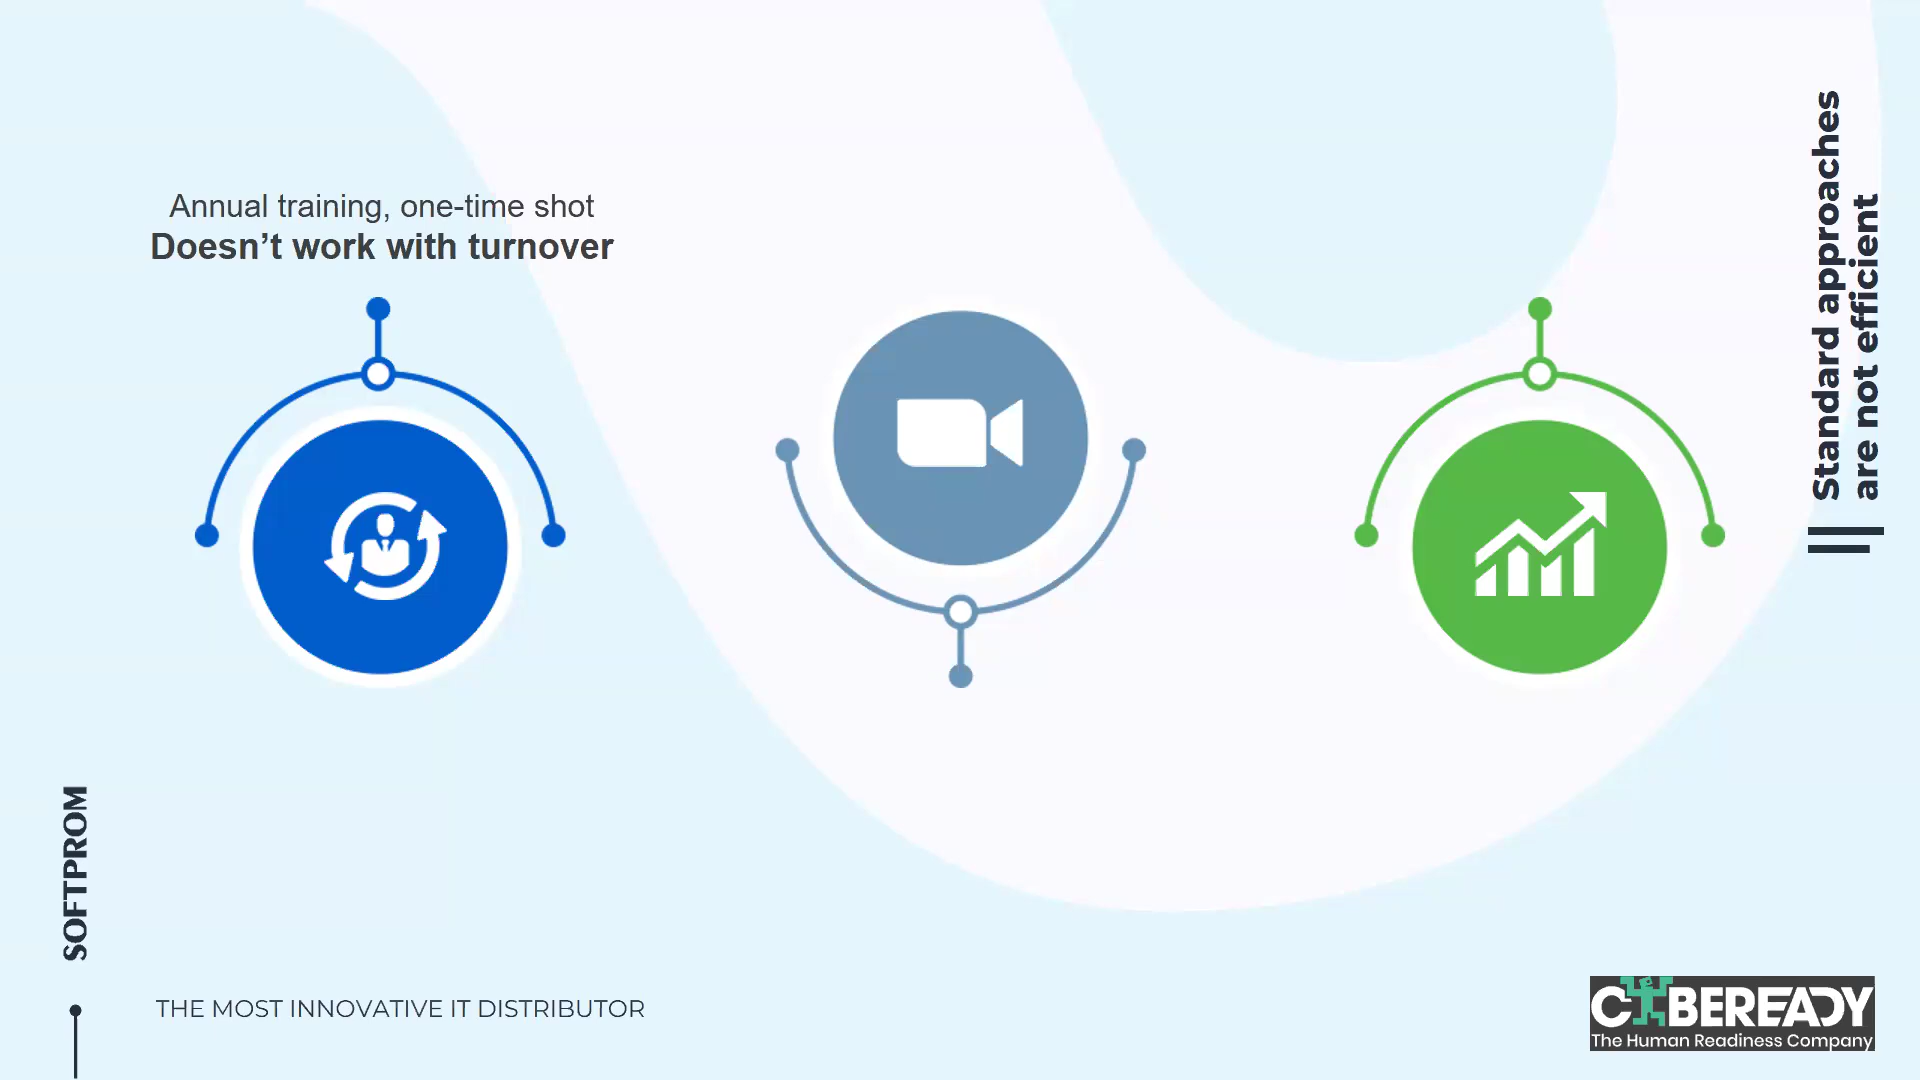 Standard approaches
are not efficient
Annual training, one-time shot
Doesn’t work with turnover
SOFTPROM
THE MOST INNOVATIVE IT DISTRIBUTOR
CYBEREADY
The Human Readiness Company